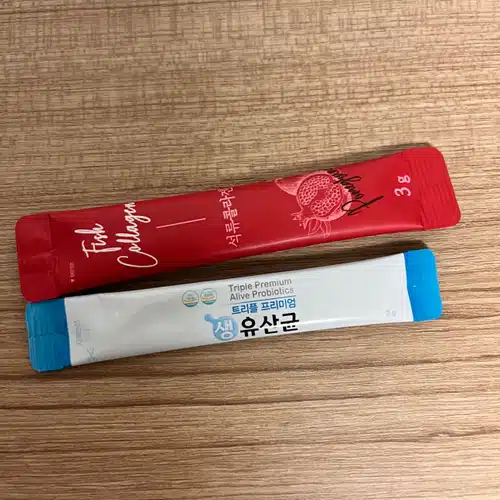 Fish
Collagen
석류콜라겐
3g
Triple Premium
Alive Probiotics
트리플 프리미엄
생유산균